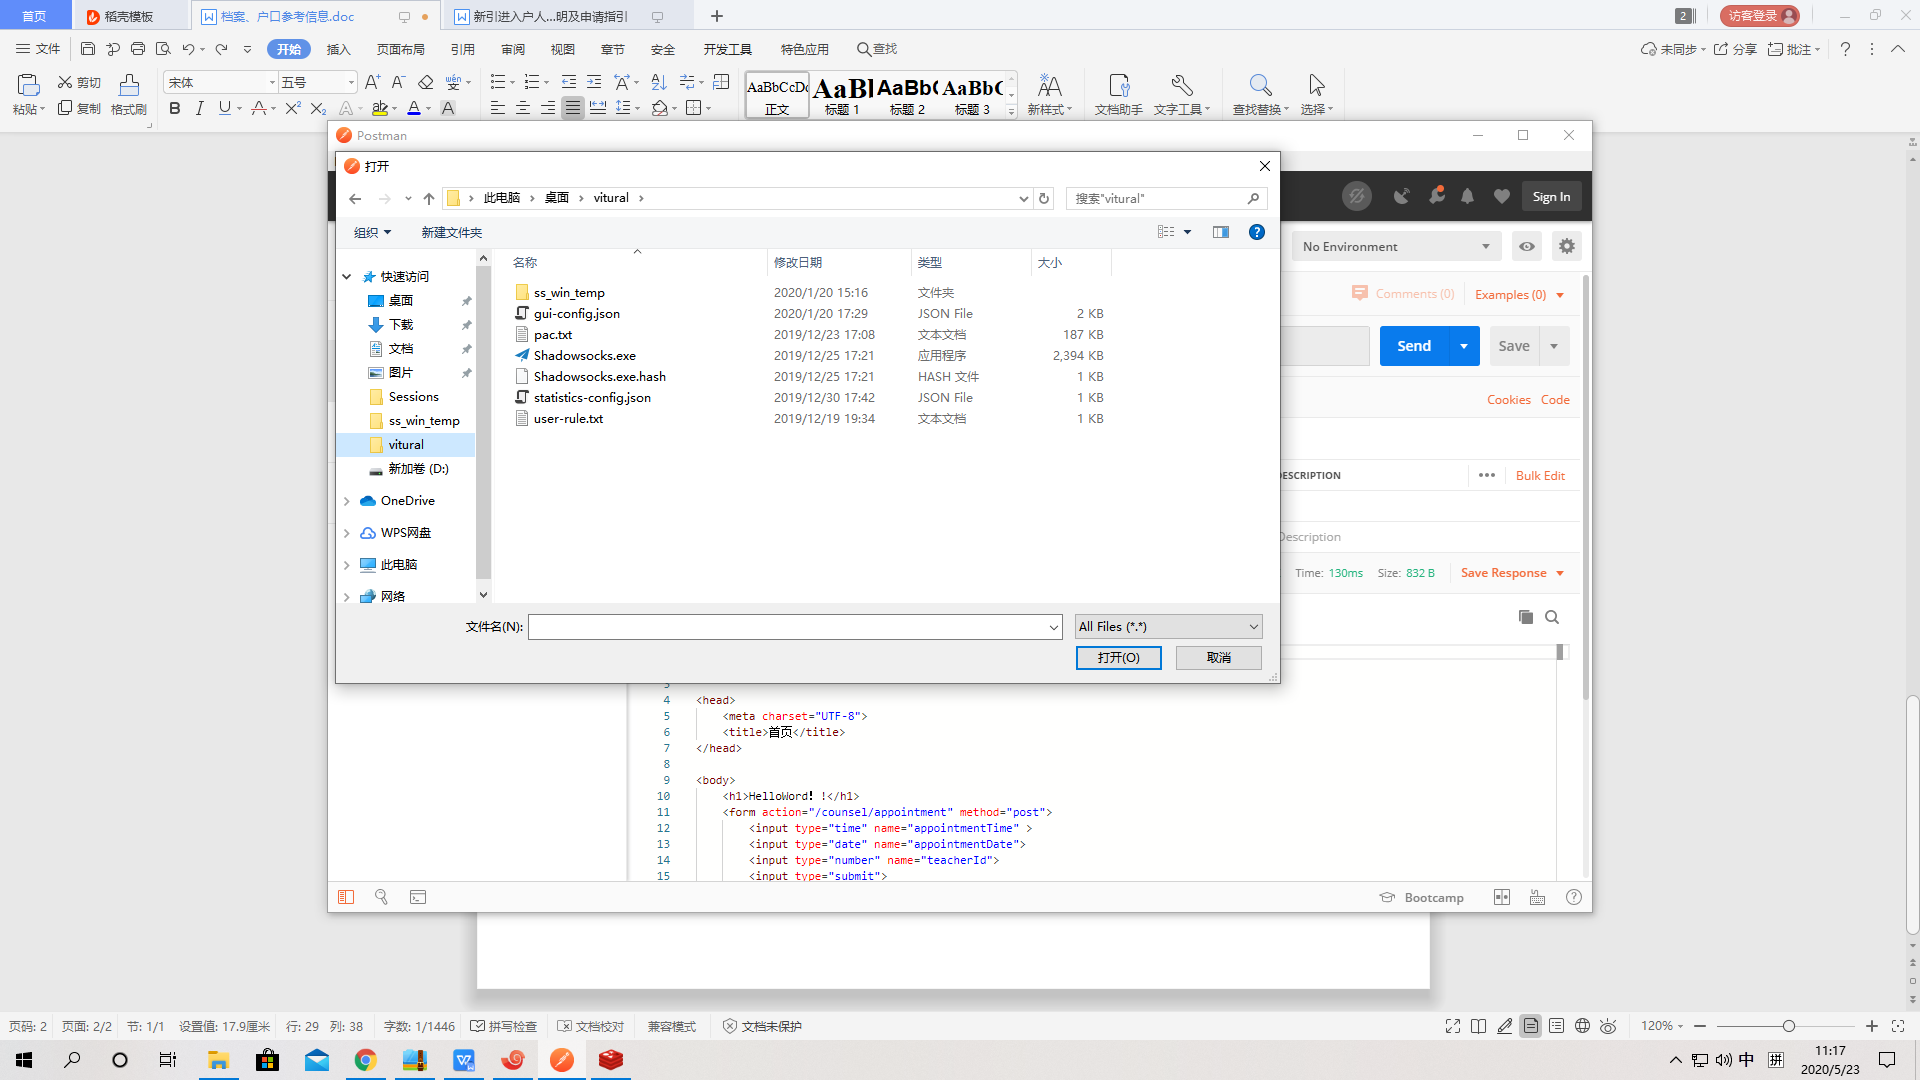 首页
稻壳模板
档案、户口参考信息.doc
新引进入户人...明及申请指引
2
访客登录
文件
开始
插入
页面布局
引用
审阅
视图
章节
安全
开发工具
特色应用
查找
未同步
分享
批注
粘贴
剪切
复制
格式刷
宋体
五号
AaBbCcDc
正文
AaBl
标题 1
AaBb(
标题 2
AaBbC
标题 3
新样式
文档助手
文字工具
查找替换
选择
Postman
打开
此电脑
桌面
vitural
搜索"vitural"
Sign In
组织
新建文件夹
No Environment
名称
修改日期
类型
大小
快速访问
桌面
下载
文档
图片
Sessions
ss_win_temp
vitural
新加卷 (D:)
OneDrive
WPS网盘
此电脑
网络
ss_win_temp 2020/1/20 15:16 文件夹
gui-config.json 2020/1/20 17:29 JSON File 2 KB
pac.txt 2019/12/23 17:08 文本文档 187 KB
Shadowsocks.exe 2019/12/25 17:21 应用程序 2,394 KB
Shadowsocks.exe.hash 2019/12/25 17:21 HASH 文件 1 KB
statistics-config.json 2019/12/30 17:42 JSON File 1 KB
user-rule.txt 2019/12/19 19:34 文本文档 1 KB
Comments (0)
Examples (0)
Send
Save
Cookies
Code
ESCRIPTION
Bulk Edit
Description
Time: 130ms
Size: 832 B
Save Response
文件名(N):
All Files (*.*)
打开(O)
取消
3
4 <head>
5 <meta charset="UTF-8">
6 <title>首页</title>
7 </head>
8
9 <body>
10 <h1>HelloWord! !</h1>
11 <form action="/counsel/appointment" method="post">
12 <input type="time" name="appointmentTime" >
13 <input type="date" name="appointmentDate">
14 <input type="number" name="teacherId">
15 <input type="submit">
Bootcamp
页码: 2
页面: 2/2
节: 1/1
设置值: 17.9厘米
行: 29
列: 38
字数: 1/1446
拼写检查
文档校对
兼容模式
文档未保护
120%
中
拼
11:17
2020/5/23